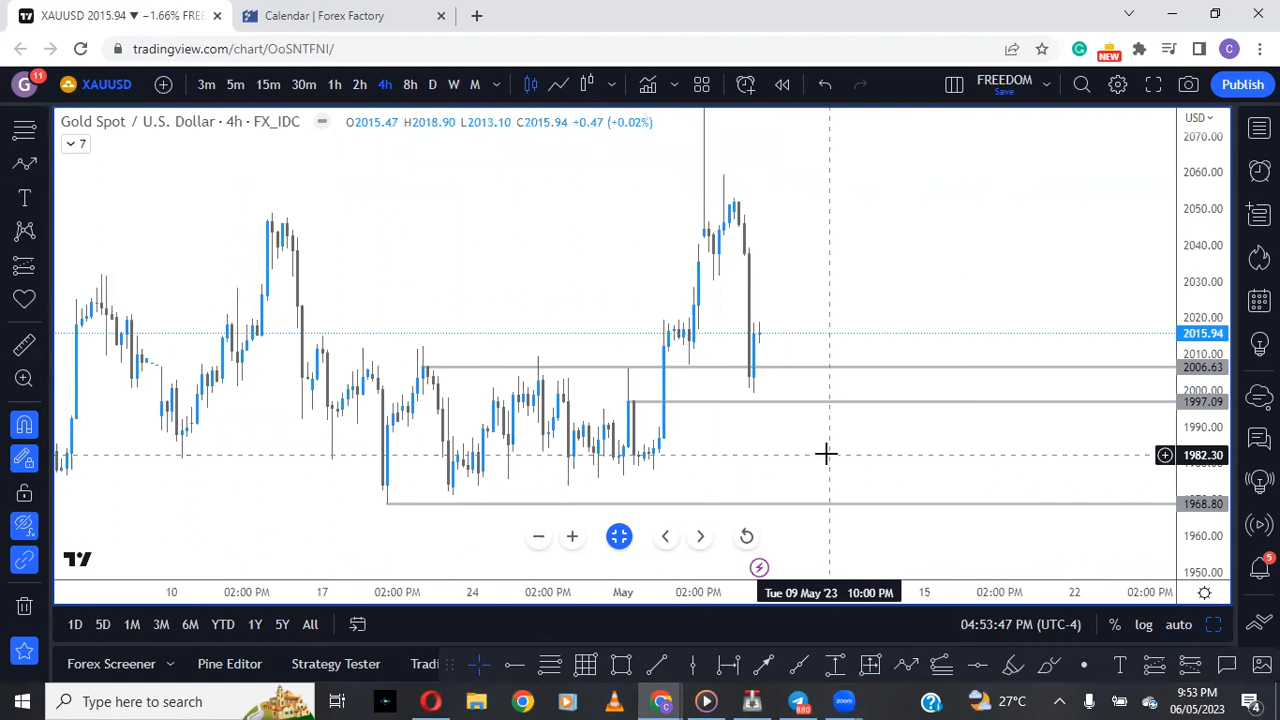 XAUUSD 2015.94 ▼ −1.66% FREE
Calendar | Forex Factory
tradingview.com/chart/OoSNTFNI/
NEW
C
G
11
XAUUSD
3m
5m
15m
30m
1h
2h
4h
8h
D
W
M
FREEDOM
Save
Publish
Gold Spot / U.S. Dollar · 4h · FX_IDC
O2015.47 H2018.90 L2013.10 C2015.94 +0.47 (+0.02%)
7
USD
2070.00
2060.00
2050.00
2040.00
2030.00
2020.00
2015.94
2010.00
2006.63
2000.00
1997.09
1990.00
1982.30
1968.80
1960.00
1950.00
10
02:00 PM
17
02:00 PM
24
02:00 PM
May
02:00 PM
Tue 09 May '23 10:00 PM
15
02:00 PM
22
02:00 PM
1D
5D
1M
3M
6M
YTD
1Y
5Y
All
04:53:47 PM (UTC-4)
%
log
auto
5
Forex Screener
Pine Editor
Strategy Tester
Tradi
T
Type here to search
880
zoom
27°C
9:53 PM
06/05/2023
4